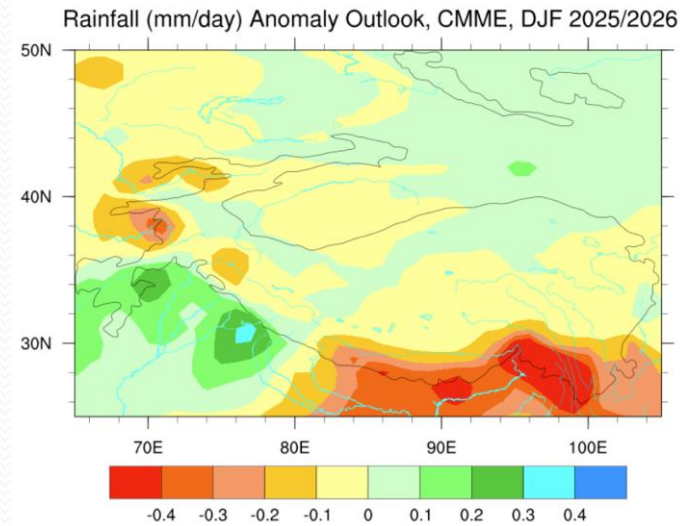 Rainfall (mm/day) Anomaly Outlook, CMME, DJF 2025/2026
50N
40N
30N
70E 80E 90E 100E
-0.4 -0.3 -0.2 -0.1 0 0.1 0.2 0.3 0.4